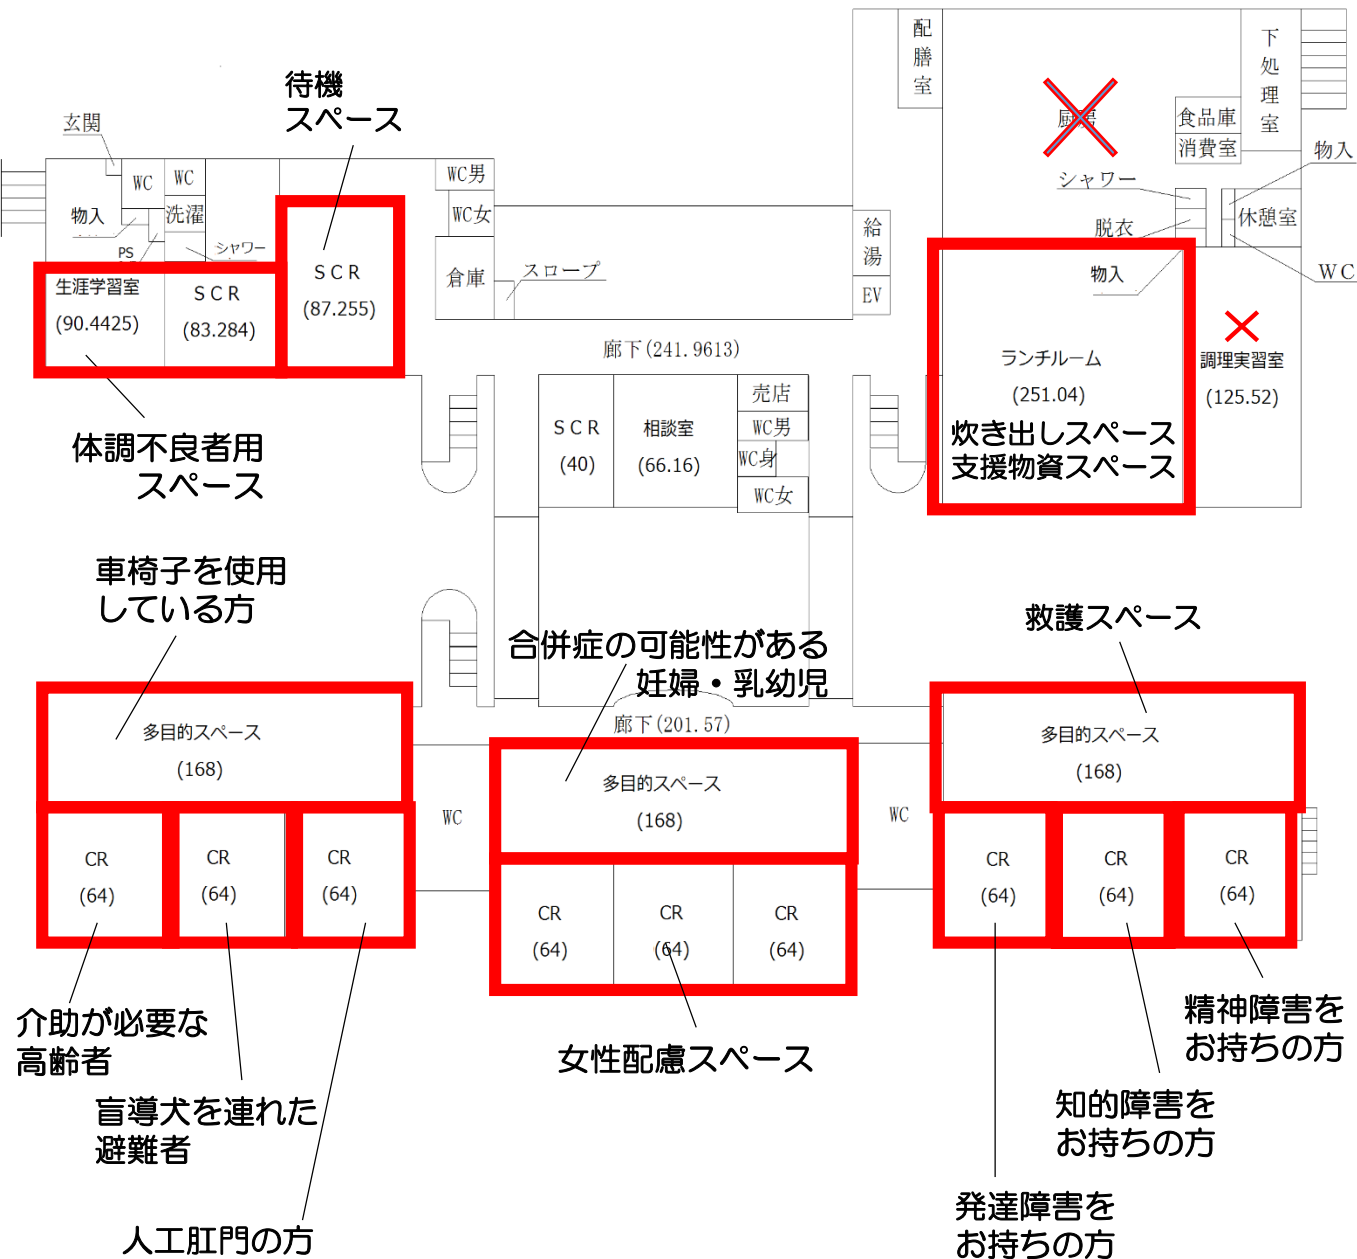 待機
スペース
玄関
WC
WC
物入
洗濯
PS
シャワー
WC男
WC女
倉庫
スロープ
生涯学習室
(90.4425)
SCR
(83.284)
SCR
(87.255)
体調不良者用
スペース
配膳室
厨房
下処理室
食品庫
消費室
物入
シャワー
脱衣
休憩室
WC
給湯
EV
物入
ランチルーム
(251.04)
炊き出しスペース
支援物資スペース
調理実習室
(125.52)
廊下(241.9613)
SCR
(40)
相談室
(66.16)
売店
WC男
WC身
WC女
車椅子を使用
している方
合併症の可能性がある
妊婦・乳幼児
救護スペース
廊下(201.57)
多目的スペース
(168)
多目的スペース
(168)
多目的スペース
(168)
WC
WC
CR
(64)
CR
(64)
CR
(64)
CR
(64)
CR
(64)
CR
(64)
CR
(64)
CR
(64)
CR
(64)
介助が必要な
高齢者
盲導犬を連れた
避難者
人工肛門の方
女性配慮スペース
精神障害を
お持ちの方
知的障害を
お持ちの方
発達障害を
お持ちの方